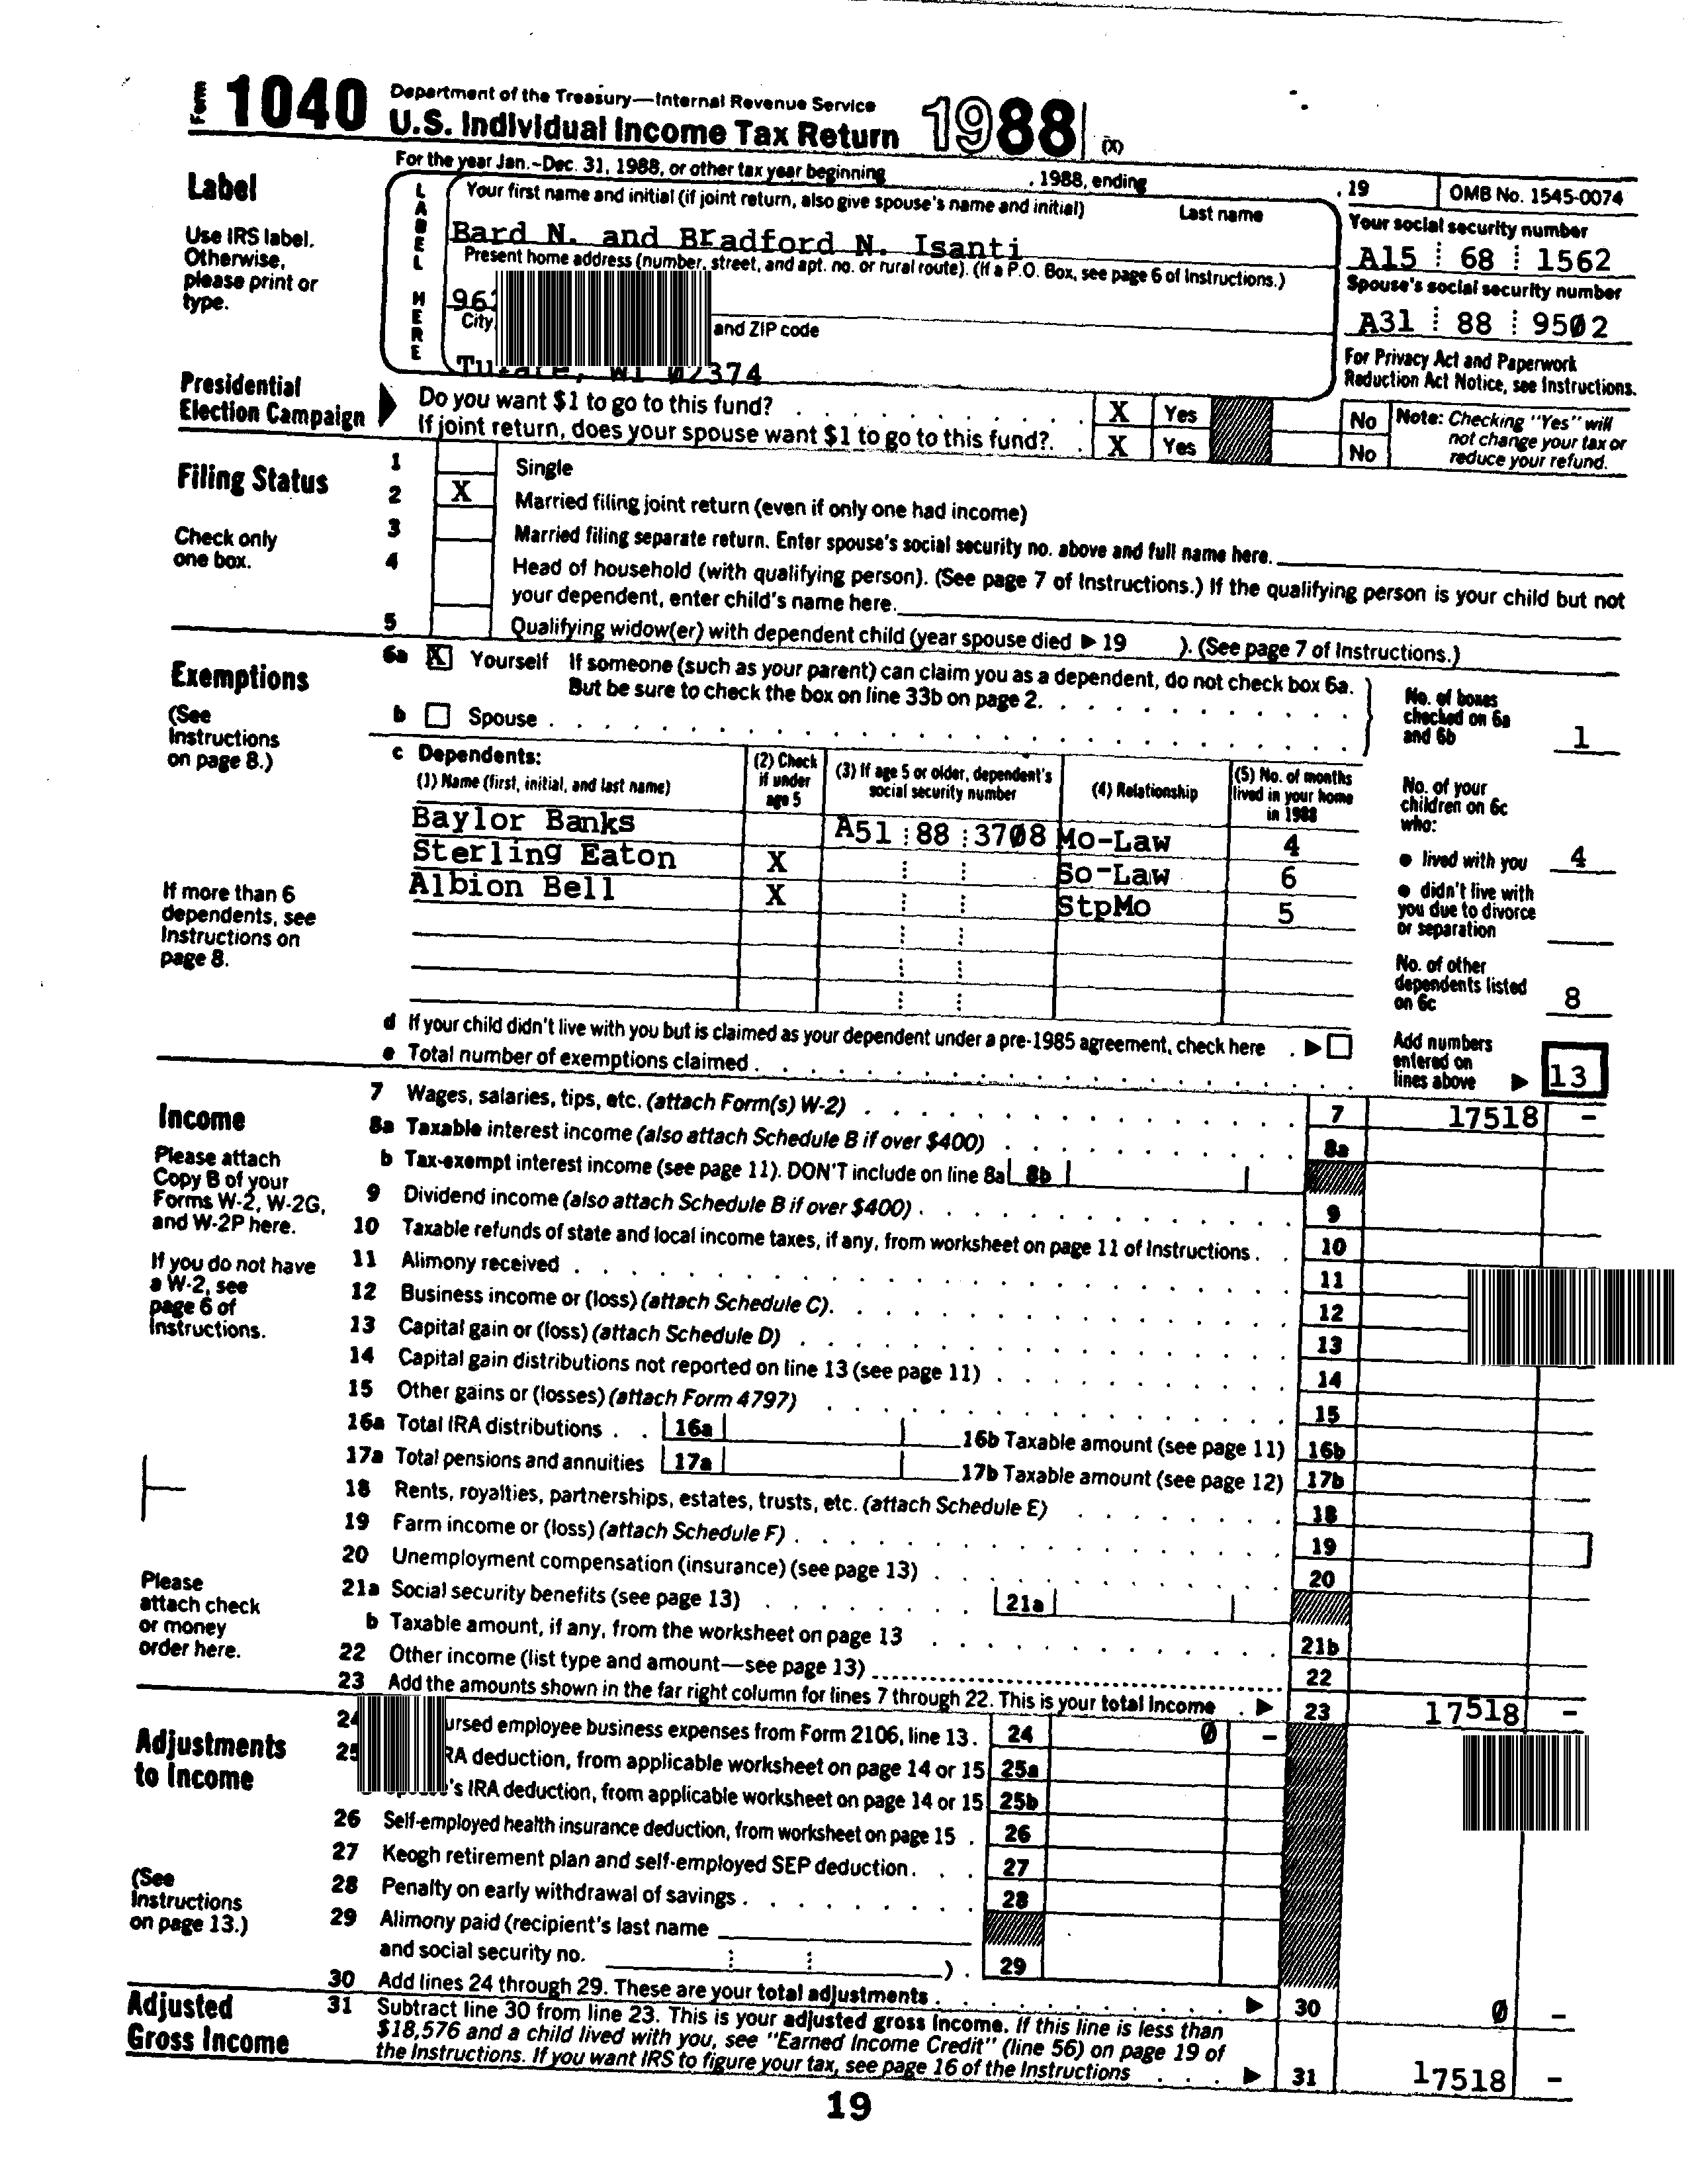 Form 1040 Department of the Treasury—Internal Revenue Service
U.S. Individual Income Tax Return 1988 (X)
For the year Jan.–Dec. 31, 1988, or other tax year beginning , 1988, ending , 19 OMB No. 1545-0074
Label
Use IRS label. Otherwise, please print or type.
LABEL HERE
Your first name and initial (if joint return, also give spouse's name and initial) Last name
Bard N. and Bradford N. Isanti
Your social security number
A15 68 1562
Present home address (number, street, and apt. no. or rural route). (If a P.O. Box, see page 6 of Instructions.)
Spouse's social security number
A31 88 9502
City and ZIP code
WI 02374
For Privacy Act and Paperwork Reduction Act Notice, see Instructions.
Presidential Election Campaign
Do you want $1 to go to this fund? X Yes No
If joint return, does your spouse want $1 to go to this fund?. X Yes No
Note: Checking "Yes" will not change your tax or reduce your refund.
Filing Status
Check only one box.
1 Single
2 X Married filing joint return (even if only one had income)
3 Married filing separate return. Enter spouse's social security no. above and full name here.
4 Head of household (with qualifying person). (See page 7 of Instructions.) If the qualifying person is your child but not
your dependent, enter child's name here.
5 Qualifying widow(er) with dependent child (year spouse died ▶ 19 ). (See page 7 of Instructions.)
Exemptions
(See Instructions on page 8.)
6a X Yourself If someone (such as your parent) can claim you as a dependent, do not check box 6a.
But be sure to check the box on line 33b on page 2.
b Spouse
No. of boxes checked on 6a and 6b 1
c Dependents:
(1) Name (first, initial, and last name) (2) Check if under age 5 (3) If age 5 or older, dependent's social security number (4) Relationship (5) No. of months lived in your home in 1988
Baylor Banks A51 88 3708 Mo-Law 4
Sterling Eaton X So-Law 6
Albion Bell X StpMo 5
No. of your children on 6c who:
● lived with you 4
● didn't live with you due to divorce or separation
No. of other dependents listed on 6c 8
If more than 6 dependents, see Instructions on page 8.
d If your child didn't live with you but is claimed as your dependent under a pre-1985 agreement, check here . ▶
e Total number of exemptions claimed
Add numbers entered on lines above ▶ 13
Income
Please attach Copy B of your Forms W-2, W-2G, and W-2P here.
If you do not have a W-2, see page 6 of Instructions.
7 Wages, salaries, tips, etc. (attach Form(s) W-2) 7 17518 –
8a Taxable interest income (also attach Schedule B if over $400) 8a
b Tax-exempt interest income (see page 11). DON'T include on line 8a 8b
9 Dividend income (also attach Schedule B if over $400) 9
10 Taxable refunds of state and local income taxes, if any, from worksheet on page 11 of Instructions 10
11 Alimony received 11
12 Business income or (loss) (attach Schedule C). 12
13 Capital gain or (loss) (attach Schedule D) 13
14 Capital gain distributions not reported on line 13 (see page 11) 14
15 Other gains or (losses) (attach Form 4797) 15
16a Total IRA distributions 16a 16b Taxable amount (see page 11) 16b
17a Total pensions and annuities 17a 17b Taxable amount (see page 12) 17b
18 Rents, royalties, partnerships, estates, trusts, etc. (attach Schedule E) 18
19 Farm income or (loss) (attach Schedule F) 19
20 Unemployment compensation (insurance) (see page 13) 20
21a Social security benefits (see page 13) 21a
b Taxable amount, if any, from the worksheet on page 13 21b
22 Other income (list type and amount—see page 13) 22
23 Add the amounts shown in the far right column for lines 7 through 22. This is your total income ▶ 23 17518 –
Please attach check or money order here.
Adjustments to Income
(See Instructions on page 13.)
employee business expenses from Form 2106, line 13. 24 0 –
deduction, from applicable worksheet on page 14 or 15 25a
IRA deduction, from applicable worksheet on page 14 or 15 25b
26 Self-employed health insurance deduction, from worksheet on page 15 26
27 Keogh retirement plan and self-employed SEP deduction 27
28 Penalty on early withdrawal of savings 28
29 Alimony paid (recipient's last name
and social security no. ) . 29
30 Add lines 24 through 29. These are your total adjustments ▶ 30 0 –
Adjusted Gross Income
31 Subtract line 30 from line 23. This is your adjusted gross income. If this line is less than
$18,576 and a child lived with you, see "Earned Income Credit" (line 56) on page 19 of
the Instructions. If you want IRS to figure your tax, see page 16 of the Instructions ▶ 31 17518 –
19